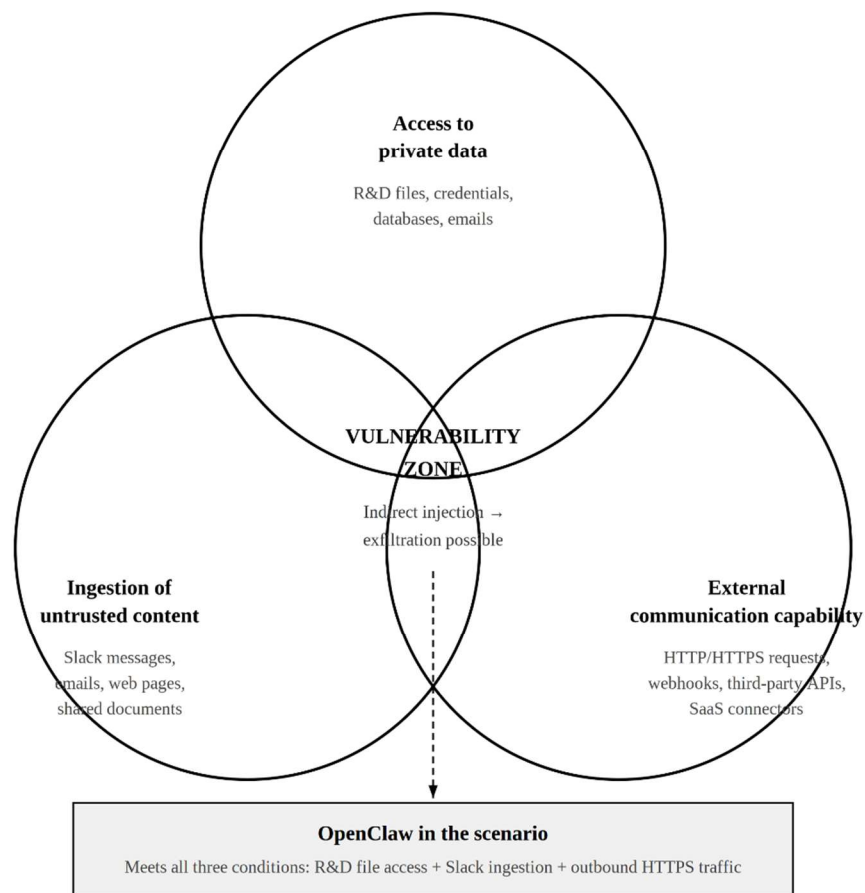 Access to
private data
R&D files, credentials,
databases, emails
VULNERABILITY
ZONE
Indirect injection →
exfiltration possible
Ingestion of
untrusted content
Slack messages,
emails, web pages,
shared documents
External
communication capability
HTTP/HTTPS requests,
webhooks, third-party APIs,
SaaS connectors
OpenClaw in the scenario
Meets all three conditions: R&D file access + Slack ingestion + outbound HTTPS traffic